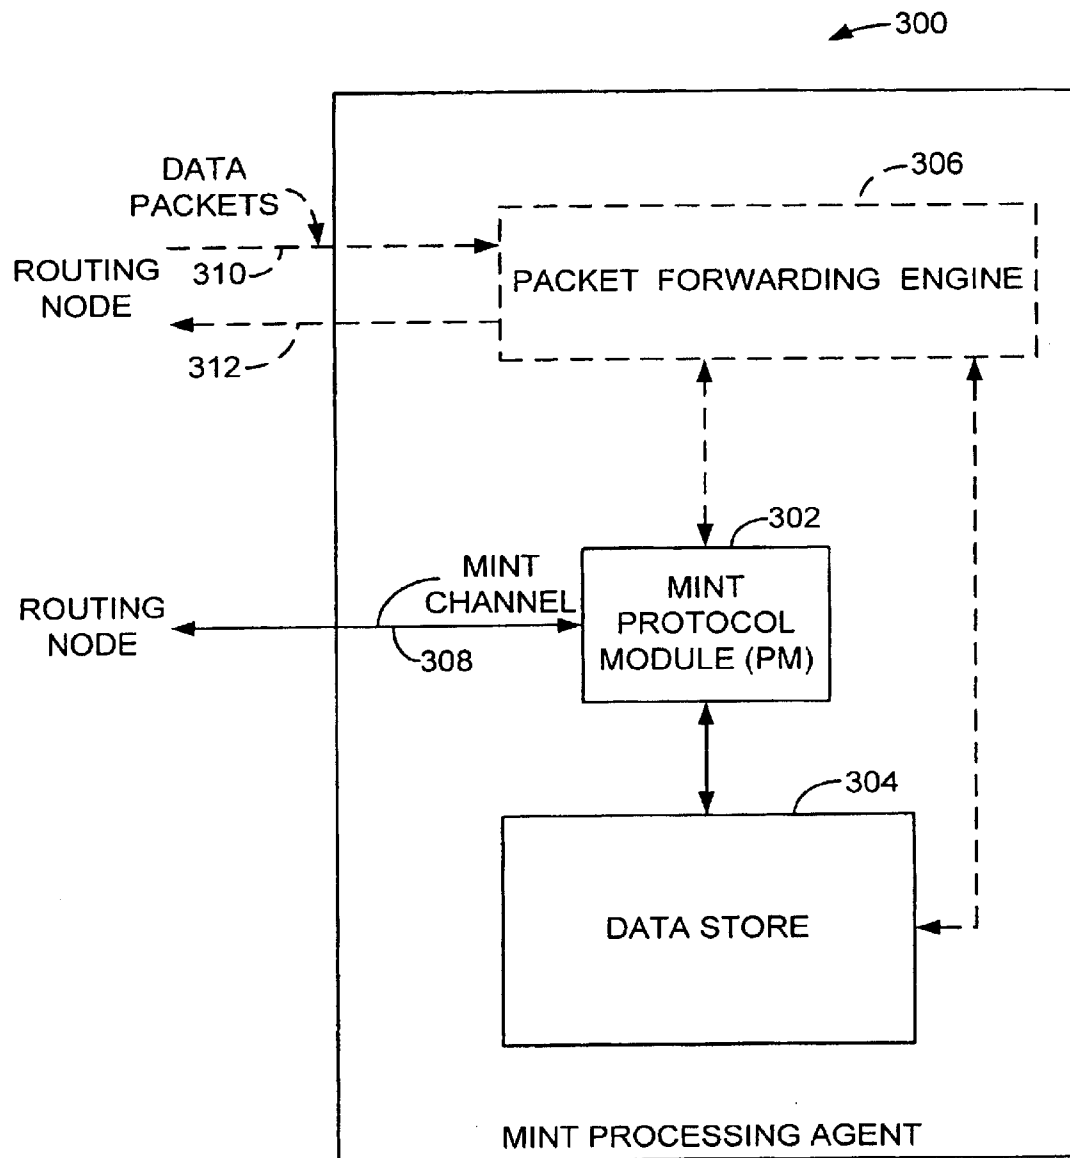 300
DATA
PACKETS
306
310
ROUTING
NODE
PACKET FORWARDING ENGINE
312
302
MINT
CHANNEL
MINT
PROTOCOL
MODULE (PM)
ROUTING
NODE
308
304
DATA STORE
MINT PROCESSING AGENT